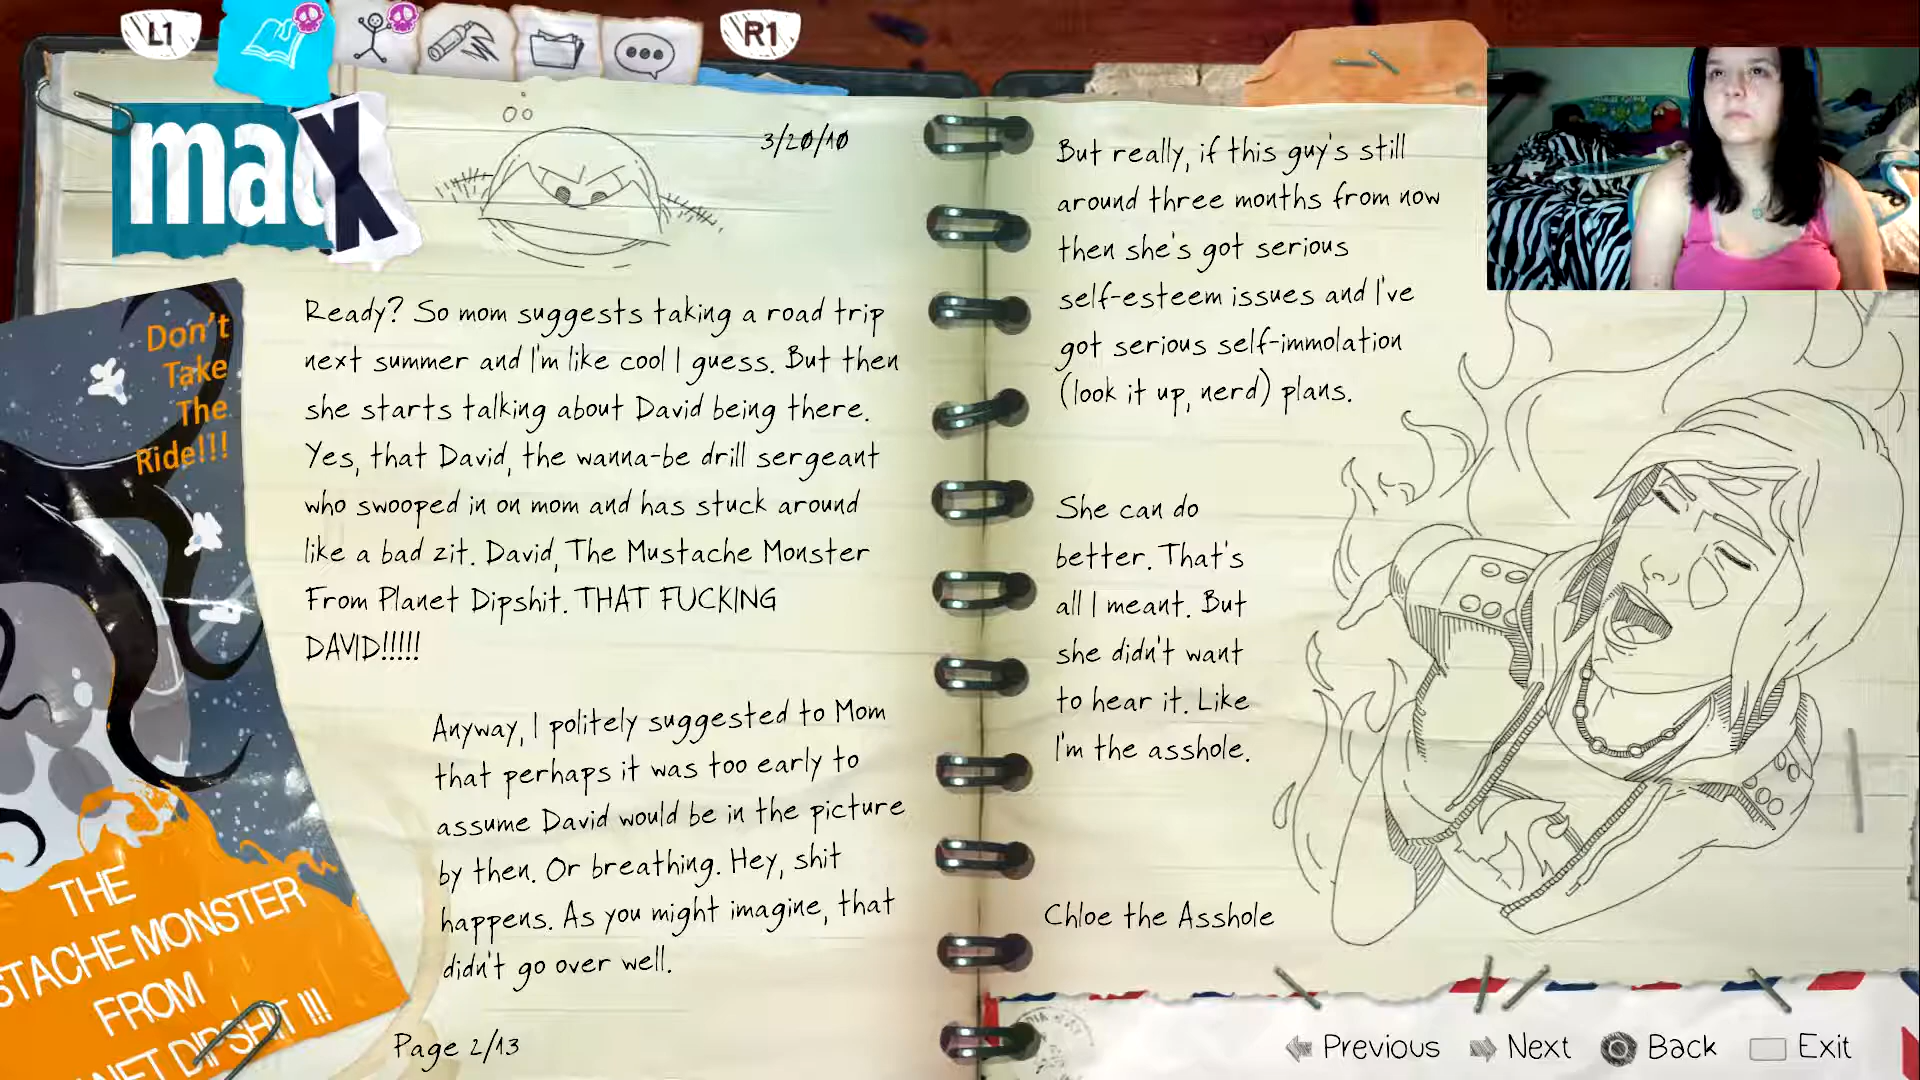 L1
R1
max
3/20/10
Don't
Take
The
Ride!!!
Ready? So mom suggests taking a road trip
next summer and I'm like cool I guess. But then
she starts talking about David being there.
Yes, that David, the wanna-be drill sergeant
who swooped in on mom and has stuck around
like a bad zit. David, The Mustache Monster
From Planet Dipshit. THAT FUCKING
DAVID!!!!!
Anyway, I politely suggested to Mom
that perhaps it was too early to
assume David would be in the picture
by then. Or breathing. Hey, shit
happens. As you might imagine, that
didn't go over well.
THE
STACHE MONSTER
FROM
NET DIPSHIT !!!
Page 2/13
But really, if this guy's still
around three months from now
then she's got serious
self-esteem issues and I've
got serious self-immolation
(look it up, nerd) plans.
She can do
better. That's
all I meant. But
she didn't want
to hear it. Like
I'm the asshole.
Chloe the Asshole
Previous Next Back Exit